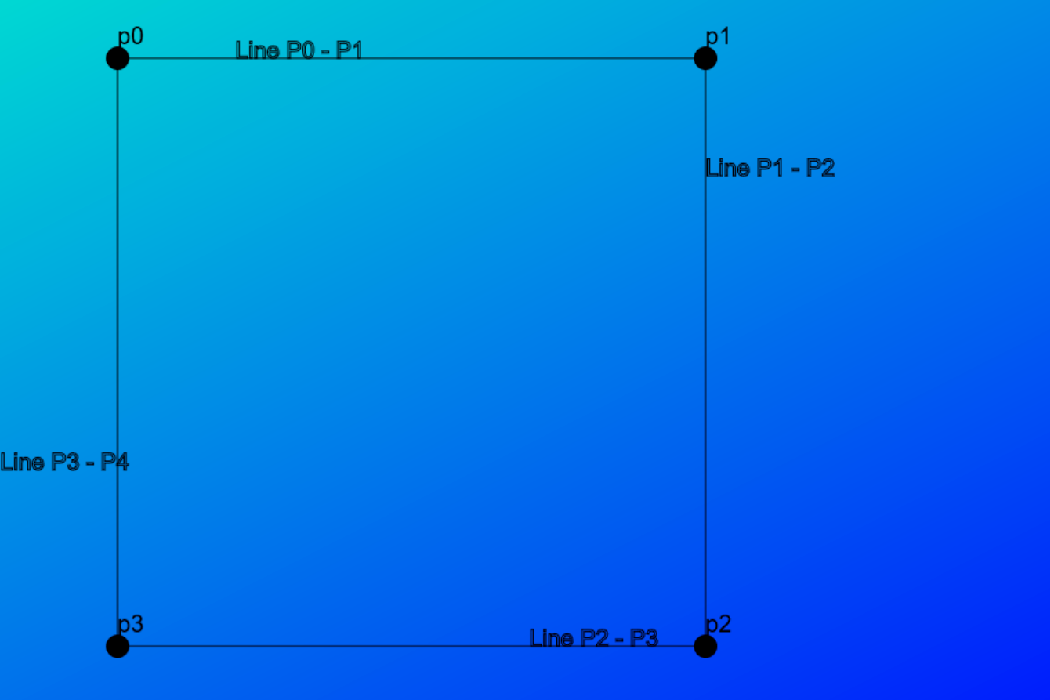 p0
Line P0 - P1
p1
Line P1 - P2
Line P3 - P4
p3
Line P2 - P3
p2